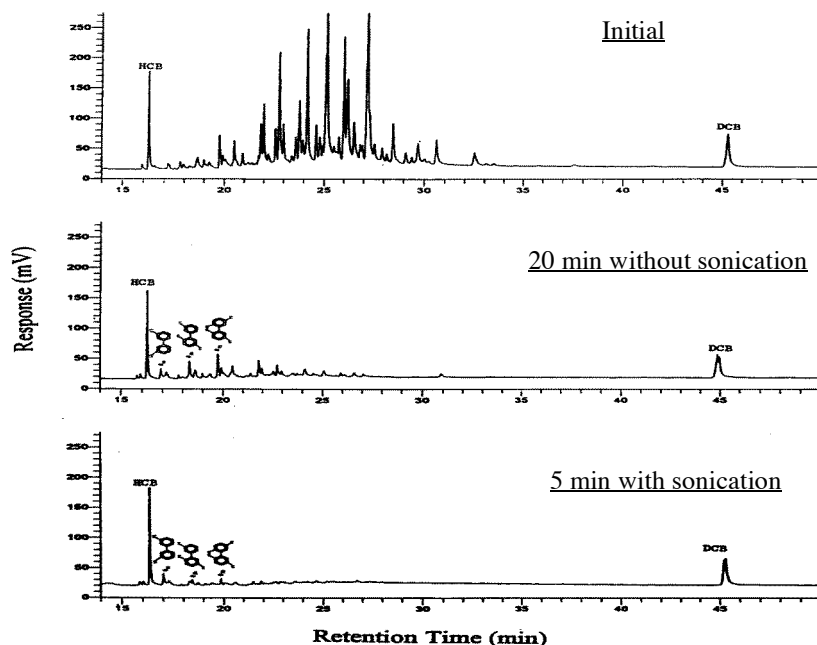 Initial
250
200
HCB
150
100
DCB
50
0
15 20 25 30 35 40 45
20 min without sonication
250
200
HCB
150
100
DCB
50
0
15 20 25 30 35 40 45
5 min with sonication
250
200
HCB
150
100
DCB
50
0
15 20 25 30 35 40 45
Response (mV)
Retention Time (min)